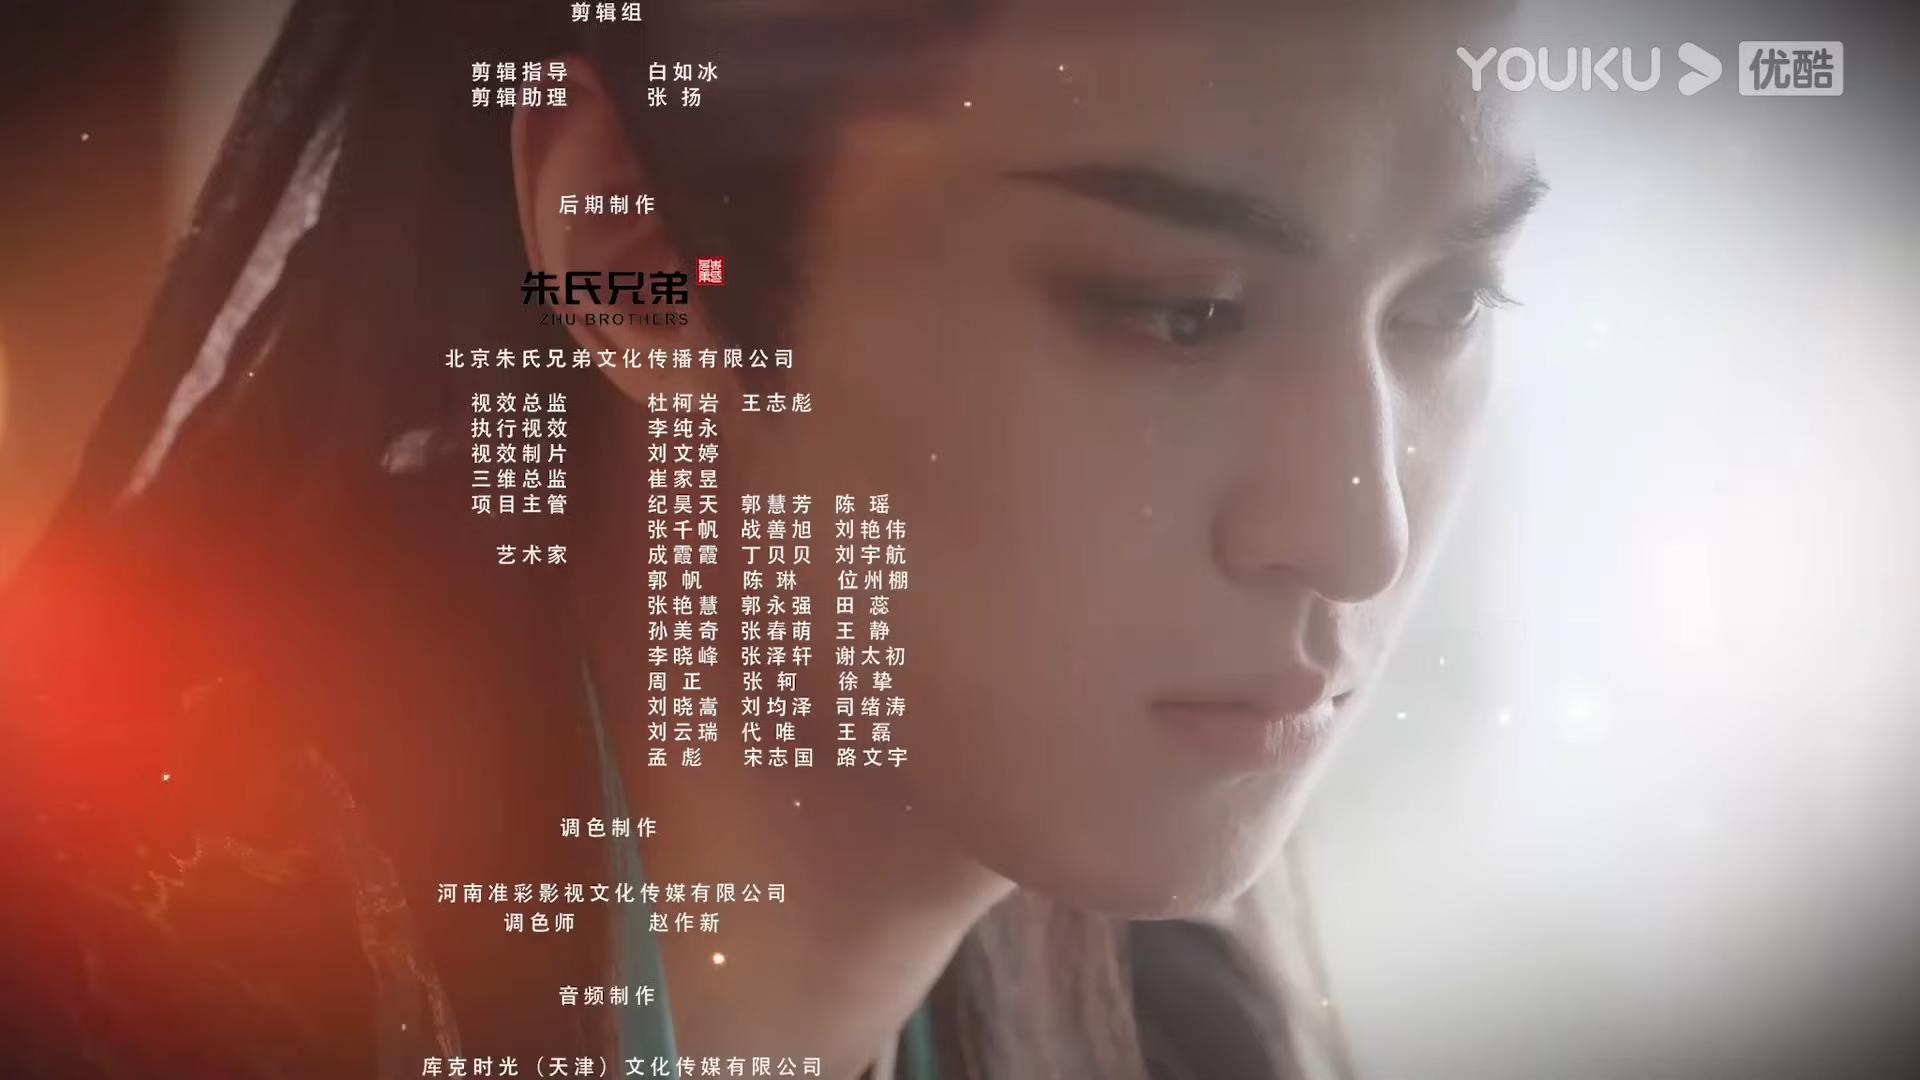 剪辑组
YOUKU 优酷
剪辑指导 白如冰
剪辑助理 张 扬
后期制作
朱氏兄弟
ZHU BROTHERS
北京朱氏兄弟文化传播有限公司
视效总监 杜柯岩 王志彪
执行视效 李纯永
视效制片 刘文婷
三维总监 崔家昱
项目主管 纪昊天 郭慧芳 陈 瑶
张千帆 战善旭 刘艳伟
艺术家 成霞霞 丁贝贝 刘宇航
郭 帆 陈 琳 位州棚
张艳慧 郭永强 田 蕊
孙美奇 张春萌 王 静
李晓峰 张泽轩 谢太初
周 正 张 轲 徐 挚
刘晓嵩 刘均泽 司绪涛
刘云瑞 代 唯 王 磊
孟 彪 宋志国 路文宇
调色制作
河南准彩影视文化传媒有限公司
调色师 赵作新
音频制作
库克时光（天津）文化传媒有限公司